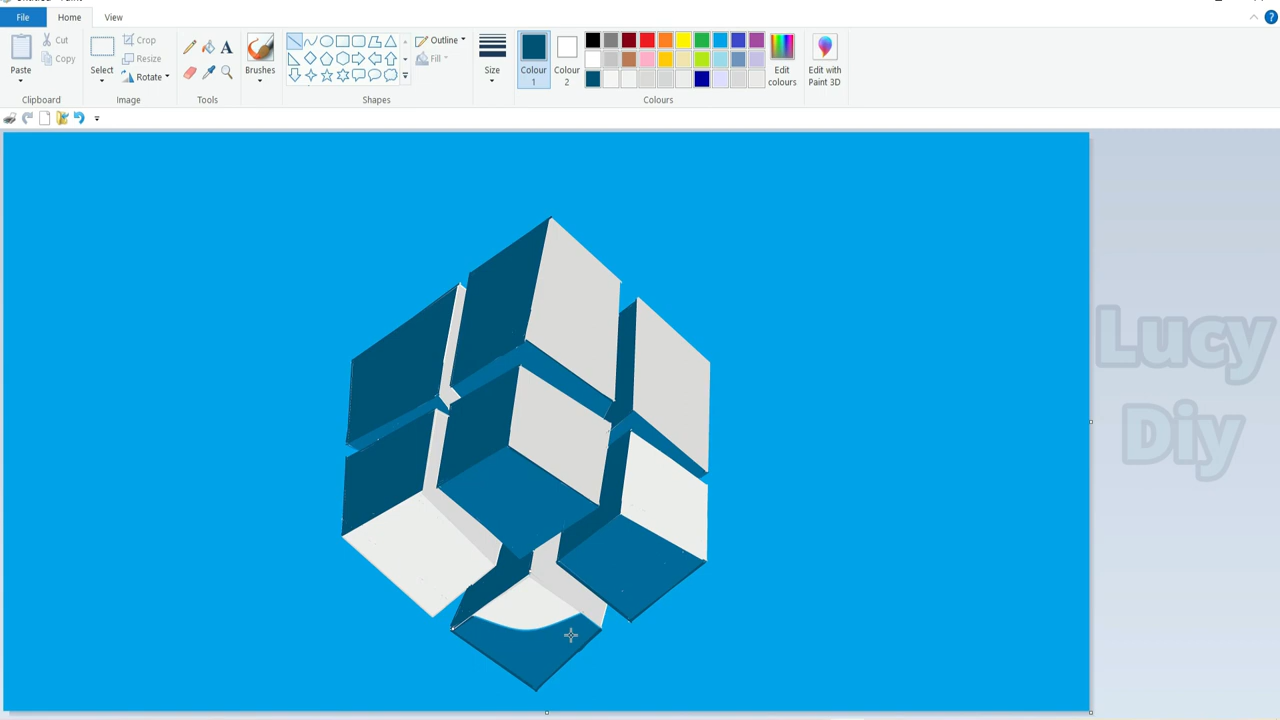 File
Home
View
Paste
Cut
Copy
Clipboard
Select
Crop
Resize
Rotate
Image
A
Tools
Brushes
Shapes
Outline
Fill
Size
Colour
1
Colour
2
Edit
colours
Edit with
Paint 3D
Colours
Lucy
Diy